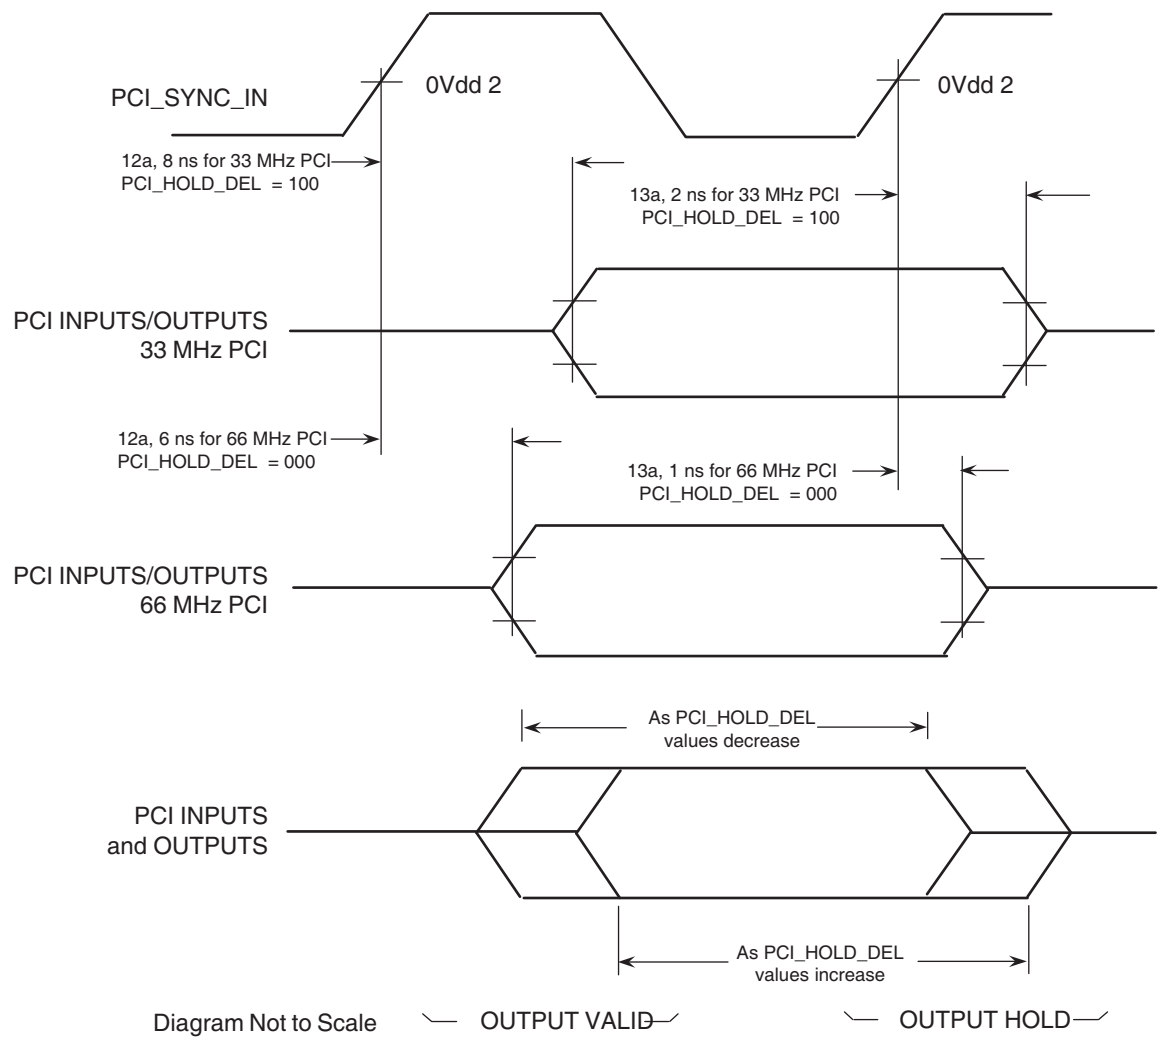 0Vdd 2
0Vdd 2
PCI_SYNC_IN
12a, 8 ns for 33 MHz PCI
PCI_HOLD_DEL = 100
13a, 2 ns for 33 MHz PCI
PCI_HOLD_DEL = 100
PCI INPUTS/OUTPUTS
33 MHz PCI
12a, 6 ns for 66 MHz PCI
PCI_HOLD_DEL = 000
13a, 1 ns for 66 MHz PCI
PCI_HOLD_DEL = 000
PCI INPUTS/OUTPUTS
66 MHz PCI
As PCI_HOLD_DEL
values decrease
PCI INPUTS
and OUTPUTS
As PCI_HOLD_DEL
values increase
Diagram Not to Scale
OUTPUT VALID
OUTPUT HOLD